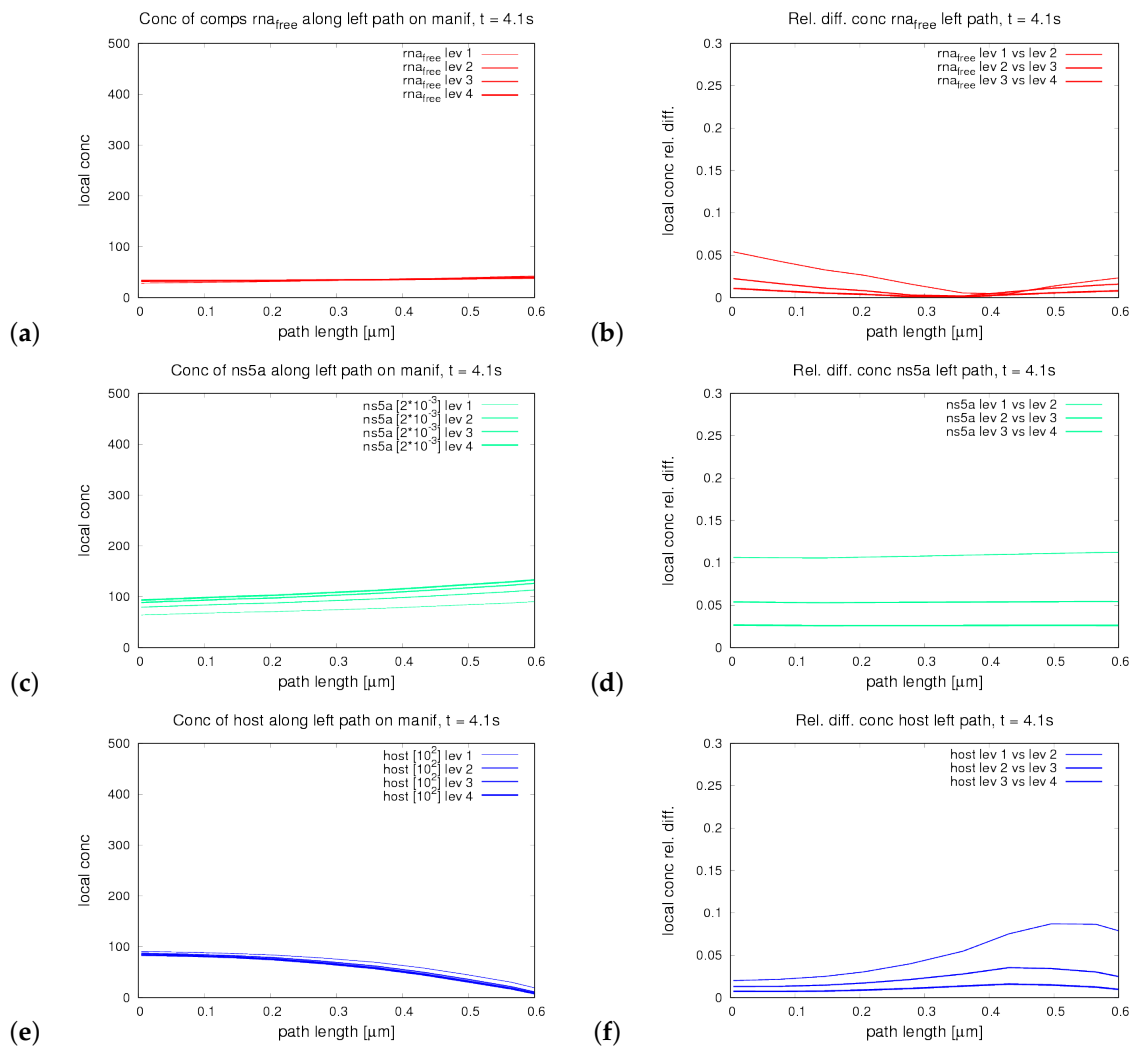 Conc of comps rna_free along left path on manif, t = 4.1s
500
400
300
200
100
0
0 0.1 0.2 0.3 0.4 0.5 0.6
local conc
path length [μm]
rna_free lev 1
rna_free lev 2
rna_free lev 3
rna_free lev 4
(a)
Rel. diff. conc rna_free left path, t = 4.1s
0.3
0.25
0.2
0.15
0.1
0.05
0
0 0.1 0.2 0.3 0.4 0.5 0.6
local conc rel. diff.
path length [μm]
rna_free lev 1 vs lev 2
rna_free lev 2 vs lev 3
rna_free lev 3 vs lev 4
(b)
Conc of ns5a along left path on manif, t = 4.1s
500
400
300
200
100
0
0 0.1 0.2 0.3 0.4 0.5 0.6
local conc
path length [μm]
ns5a [2*10^-3] lev 1
ns5a [2*10^-3] lev 2
ns5a [2*10^-3] lev 3
ns5a [2*10^-3] lev 4
(c)
Rel. diff. conc ns5a left path, t = 4.1s
0.3
0.25
0.2
0.15
0.1
0.05
0
0 0.1 0.2 0.3 0.4 0.5 0.6
local conc rel. diff.
path length [μm]
ns5a lev 1 vs lev 2
ns5a lev 2 vs lev 3
ns5a lev 3 vs lev 4
(d)
Conc of host along left path on manif, t = 4.1s
500
400
300
200
100
0
0 0.1 0.2 0.3 0.4 0.5 0.6
local conc
path length [μm]
host [10^2] lev 1
host [10^2] lev 2
host [10^2] lev 3
host [10^2] lev 4
(e)
Rel. diff. conc host left path, t = 4.1s
0.3
0.25
0.2
0.15
0.1
0.05
0
0 0.1 0.2 0.3 0.4 0.5 0.6
local conc rel. diff.
path length [μm]
host lev 1 vs lev 2
host lev 2 vs lev 3
host lev 3 vs lev 4
(f)